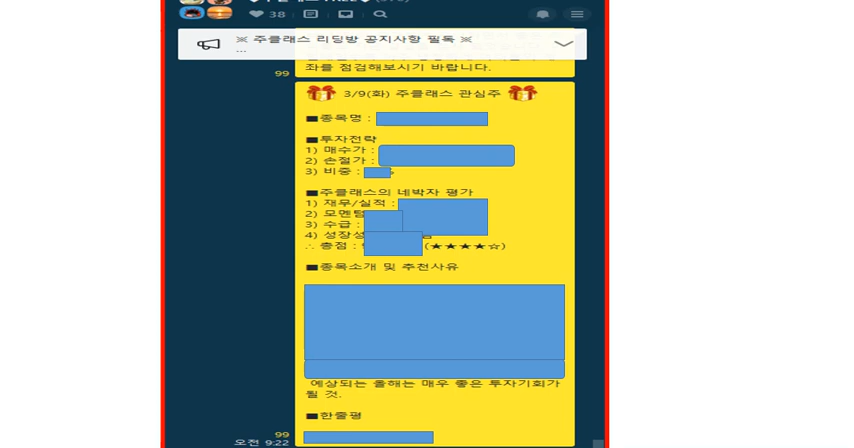 38
※ 주클래스 리딩방 공지사항 필독 ※
...
좌를 점검해보시기 바랍니다.
99
3/9(화) 주클래스 관심주
■종목명 :
■투자전략
1) 매수가 :
2) 손절가 :
3) 비중 :
■주클래스의 네박자 평가
1) 재무/실적 :
2) 모멘텀
3) 수급 :
4) 성장성
∴ 총점 : (★★★★☆)
■종목소개 및 추천사유
예상되는 올해는 매우 좋은 투자기회가
될 것.
■한줄평
99
오전 9:22